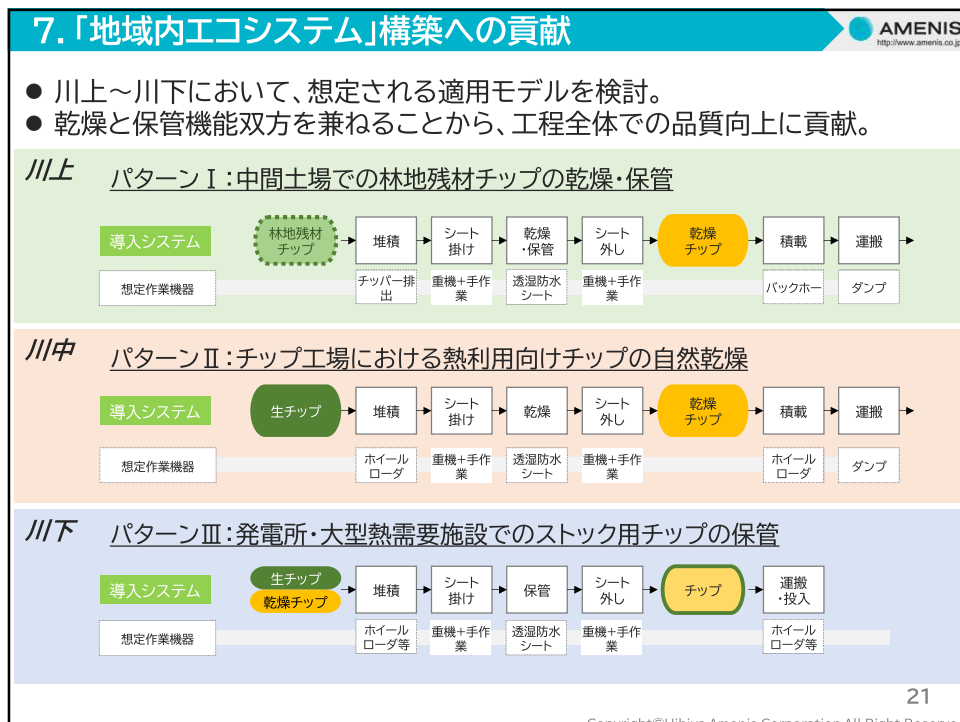 7.「地域内エコシステム」構築への貢献
AMENIS
http://www.amenis.co.jp
● 川上～川下において、想定される適用モデルを検討。
● 乾燥と保管機能双方を兼ねることから、工程全体での品質向上に貢献。
川上
パターンⅠ：中間土場での林地残材チップの乾燥・保管
導入システム
林地残材
チップ
堆積
シート
掛け
乾燥
・保管
シート
外し
乾燥
チップ
積載
運搬
想定作業機器
チッパー排
出
重機+手作
業
透湿防水
シート
重機+手作
業
バックホー
ダンプ
川中
パターンⅡ：チップ工場における熱利用向けチップの自然乾燥
導入システム
生チップ
堆積
シート
掛け
乾燥
シート
外し
乾燥
チップ
積載
運搬
想定作業機器
ホイール
ローダ
重機+手作
業
透湿防水
シート
重機+手作
業
ホイール
ローダ
ダンプ
川下
パターンⅢ：発電所・大型熱需要施設でのストック用チップの保管
導入システム
生チップ
乾燥チップ
堆積
シート
掛け
保管
シート
外し
チップ
運搬
・投入
想定作業機器
ホイール
ローダ等
重機+手作
業
透湿防水
シート
重機+手作
業
ホイール
ローダ等
21
Copyright©Hibiya Amenis Corporation All Right Reserve